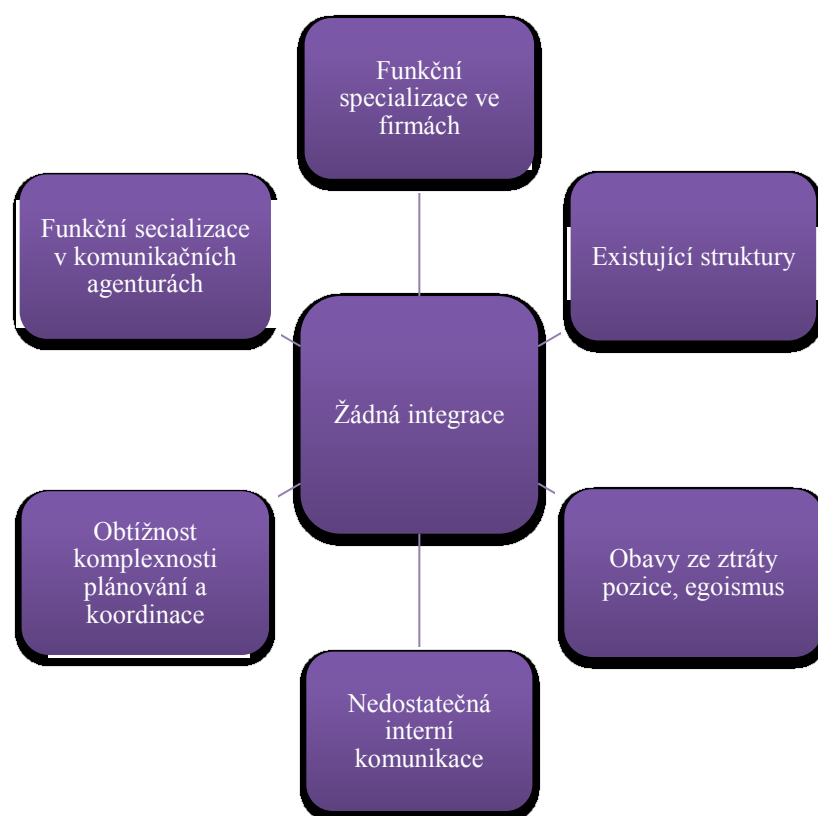 Funkční
specializace ve
firmách
Funkční secializace
v komunikačních
agenturách
Existující struktury
Žádná integrace
Obtížnost
komplexnosti
plánování a
koordinace
Obavy ze ztráty
pozice, egoismus
Nedostatečná
interní
komunikace